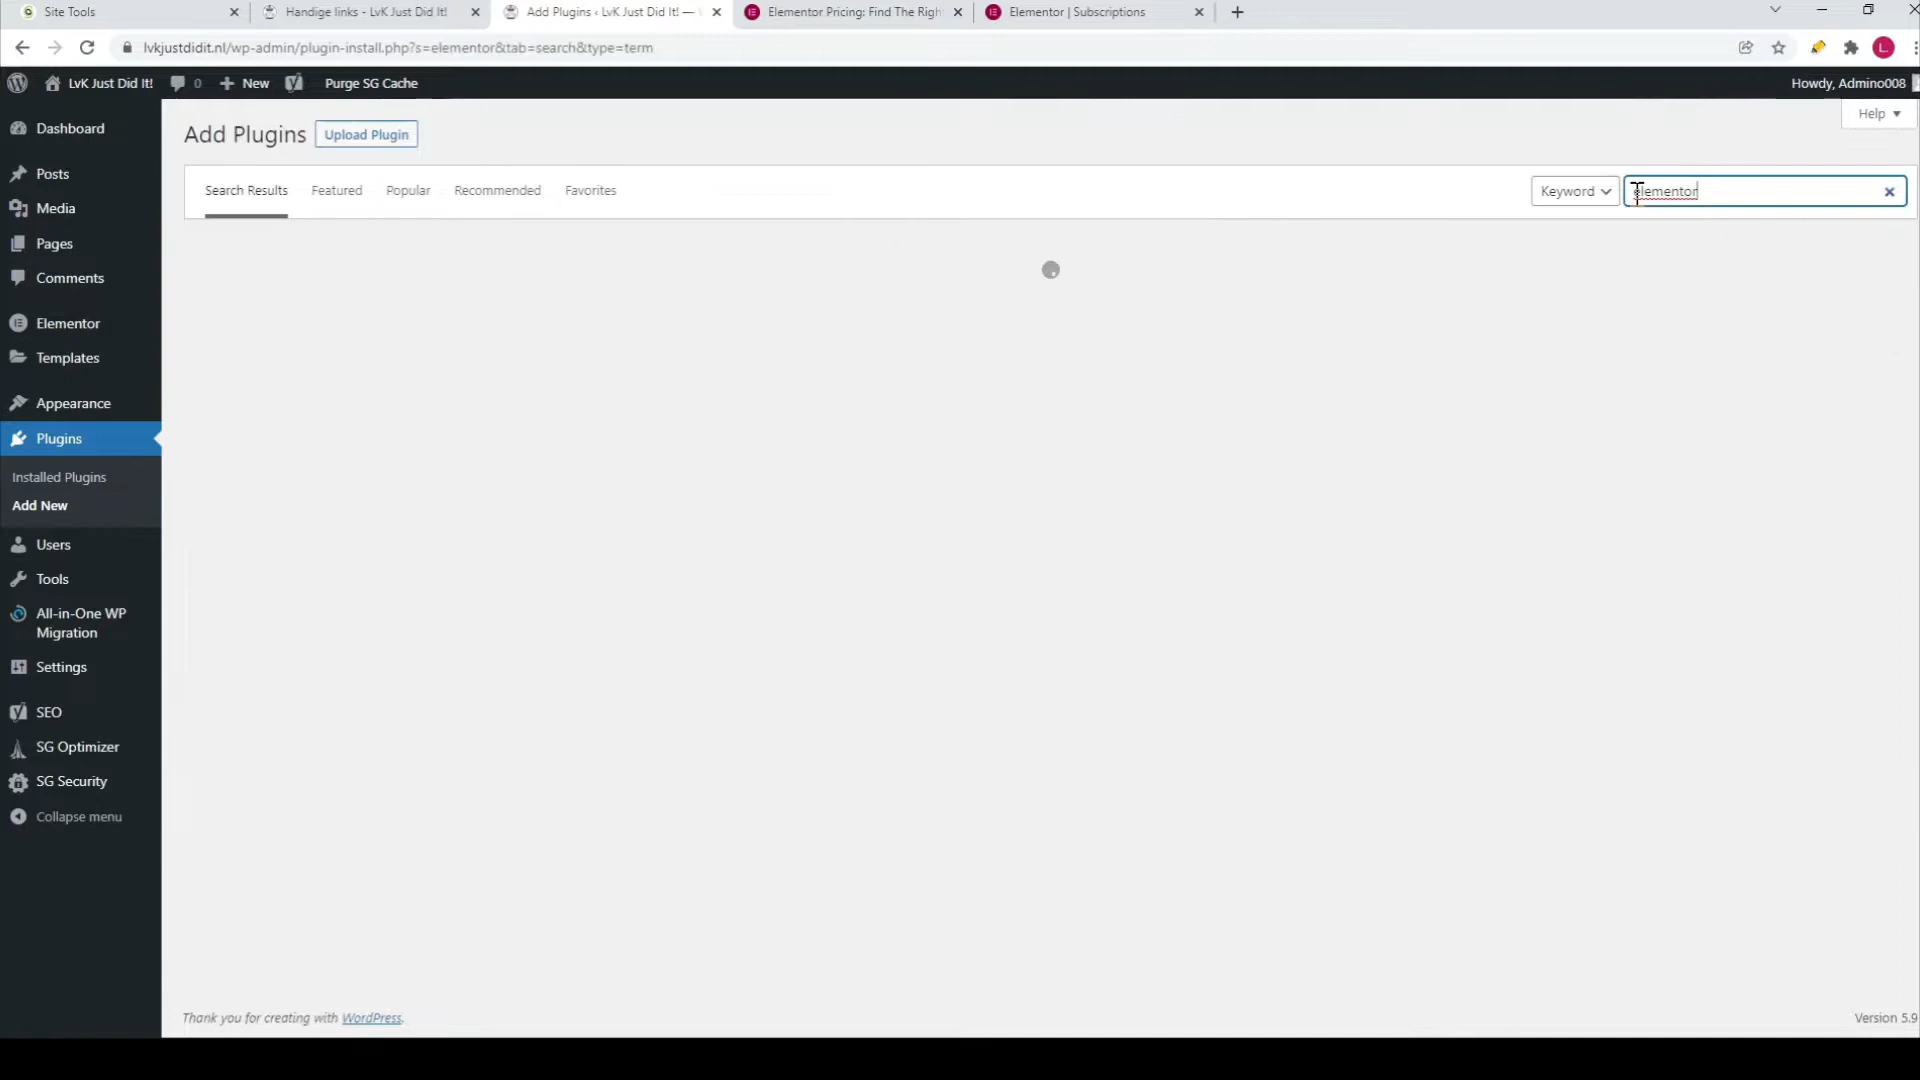 Site Tools
Handige links - LvK Just Did It!
Add Plugins ‹ LvK Just Did It! —
Elementor Pricing: Find The Righ
Elementor | Subscriptions
lvkjustdidit.nl/wp-admin/plugin-install.php?s=elementor&tab=search&type=term
L
LvK Just Did It!
0
New
Purge SG Cache
Howdy, Admino008
Help
Dashboard
Posts
Media
Pages
Comments
Elementor
Templates
Appearance
Plugins
Installed Plugins
Add New
Users
Tools
All-in-One WP
Migration
Settings
SEO
SG Optimizer
SG Security
Collapse menu
Add Plugins
Upload Plugin
Search Results
Featured
Popular
Recommended
Favorites
Keyword
elementor
Thank you for creating with WordPress.
Version 5.9